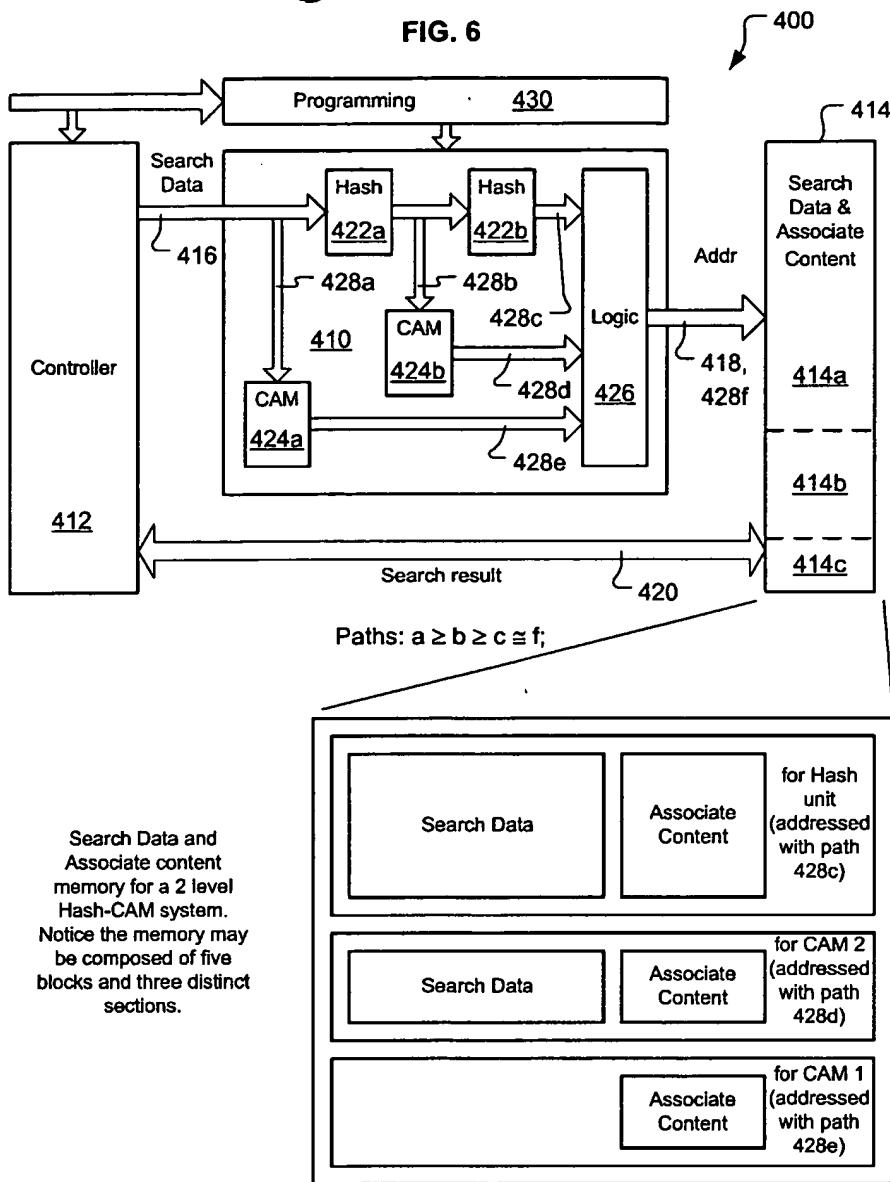 FIG. 6
400
Programming 430
414
Search
Data
416
Hash
422a
Hash
422b
428a
428b
428c
410
CAM
424b
428d
CAM
424a
428e
Logic
426
Addr
418,
428f
Controller
412
Search
Data &
Associate
Content
414a
414b
414c
Search result
420
Paths: a ≥ b ≥ c ≅ f;
Search Data and
Associate content
memory for a 2 level
Hash-CAM system.
Notice the memory may
be composed of five
blocks and three distinct
sections.
Search Data
Associate
Content
for Hash
unit
(addressed
with path
428c)
Search Data
Associate
Content
for CAM 2
(addressed
with path
428d)
Associate
Content
for CAM 1
(addressed
with path
428e)